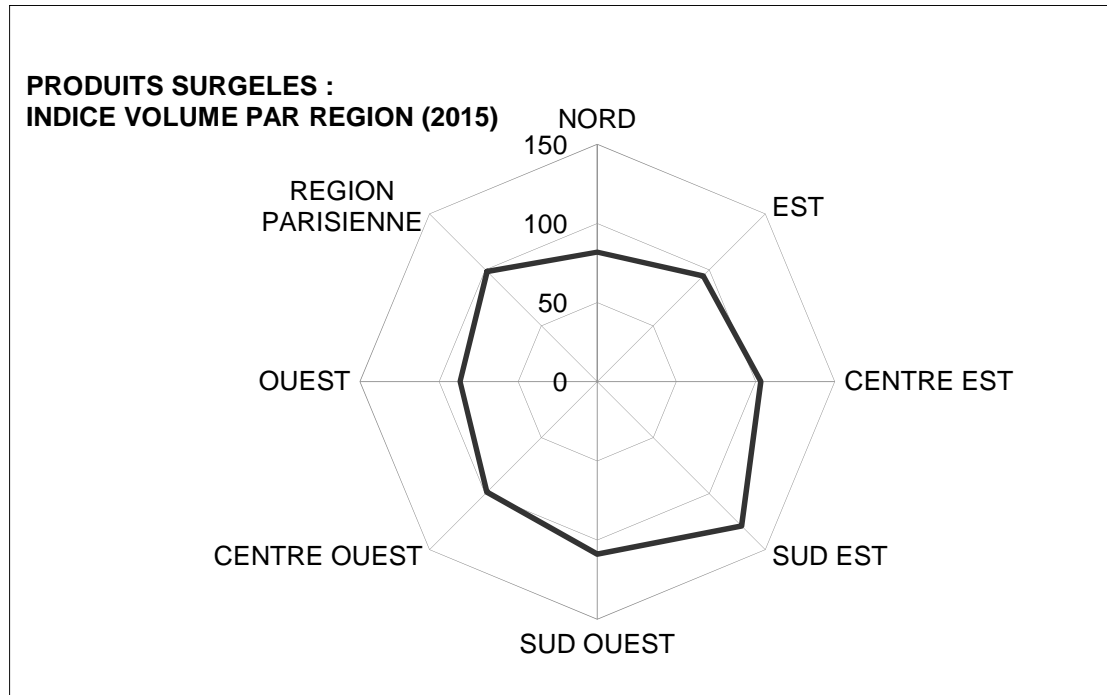 PRODUITS SURGELES :
INDICE VOLUME PAR REGION (2015)
NORD
150
REGION
PARISIENNE
EST
100
50
OUEST
0
CENTRE EST
CENTRE OUEST
SUD EST
SUD OUEST